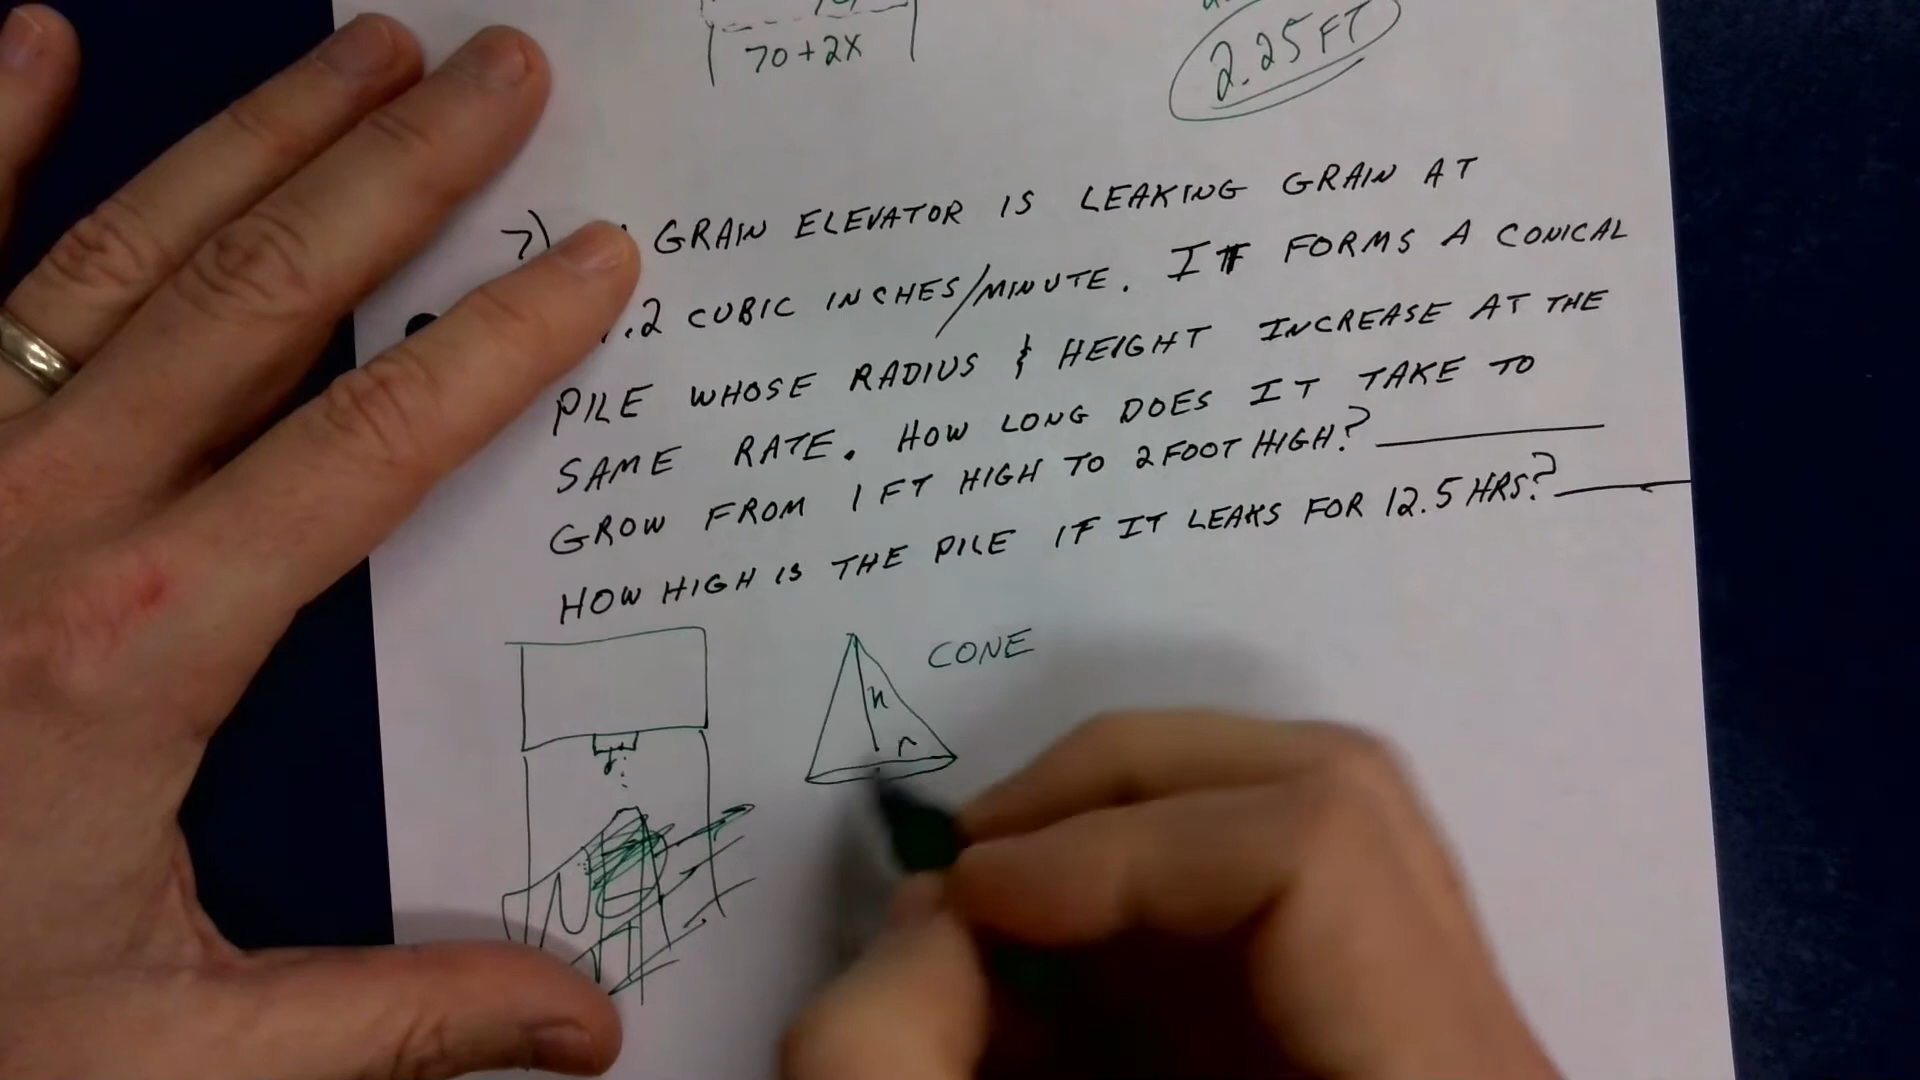 70+2X
2.25 FT
7) GRAIN ELEVATOR IS LEAKING GRAIN AT
.2 CUBIC INCHES/MINUTE. IT FORMS A CONICAL
PILE WHOSE RADIUS & HEIGHT INCREASE AT THE
SAME RATE. HOW LONG DOES IT TAKE TO
GROW FROM 1 FT HIGH TO 2 FOOT HIGH?
HOW HIGH IS THE PILE IF IT LEAKS FOR 12.5 HRS?
CONE
h
r